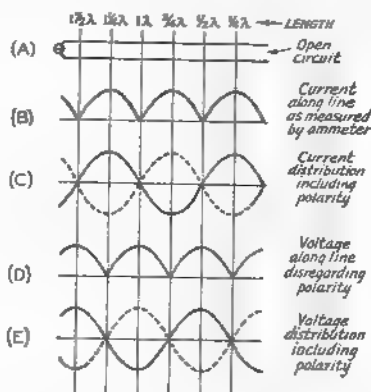 1½λ 1¼λ 1λ ¾λ ½λ ¼λ ← LENGTH
(A)
Open
circuit
(B)
Current
along line
as measured
by ammeter
(C)
Current
distribution
including
polarity
(D)
Voltage
along line
disregarding
polarity
(E)
Voltage
distribution
including
polarity